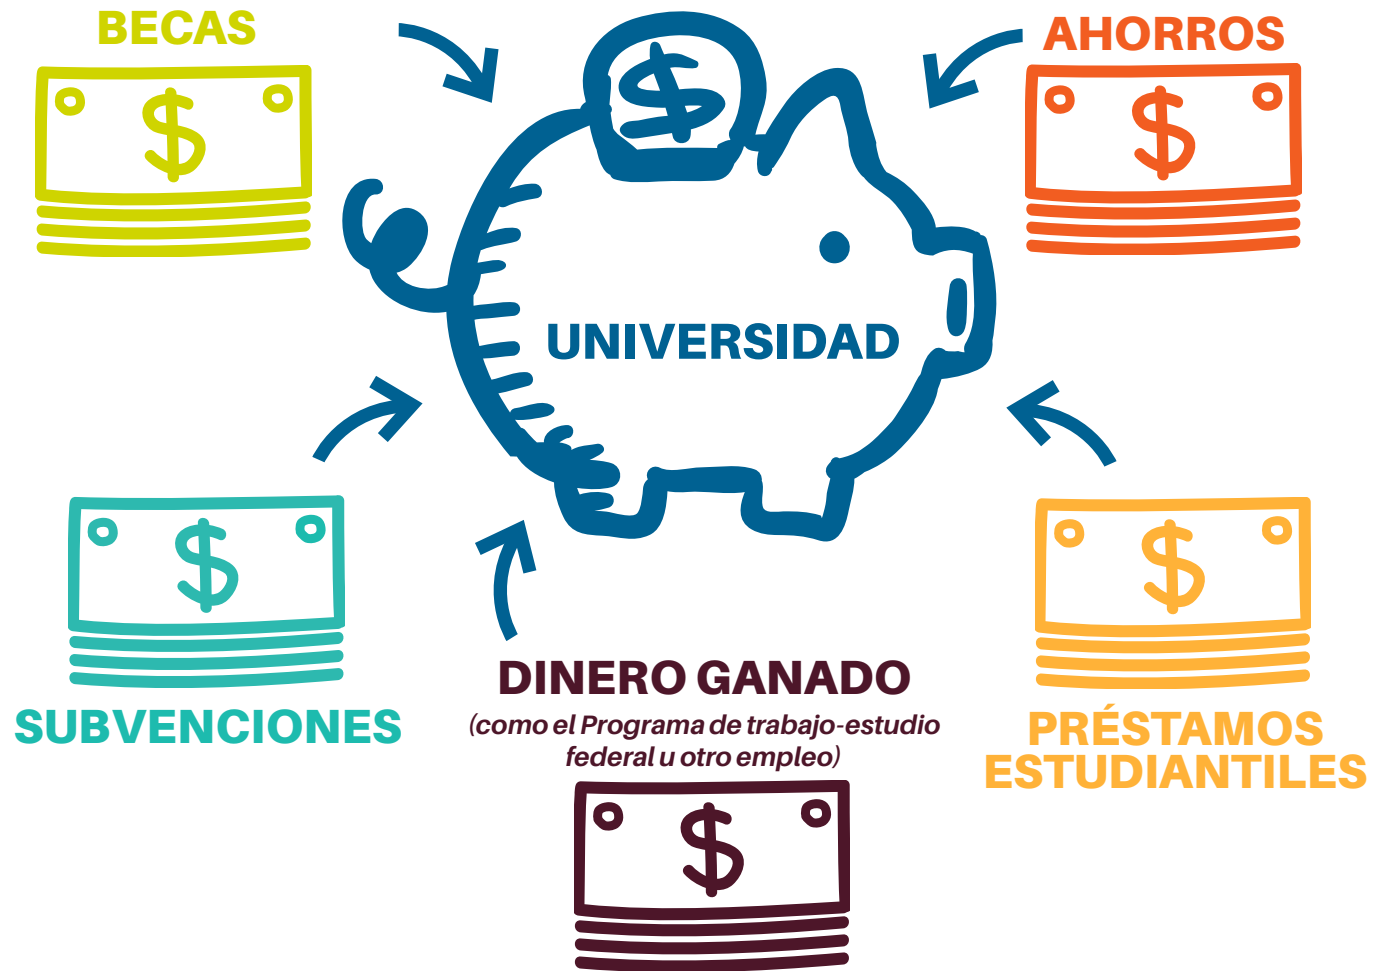 BECAS
AHORROS
UNIVERSIDAD
SUBVENCIONES
DINERO GANADO
(como el Programa de trabajo-estudio
federal u otro empleo)
PRÉSTAMOS
ESTUDIANTILES